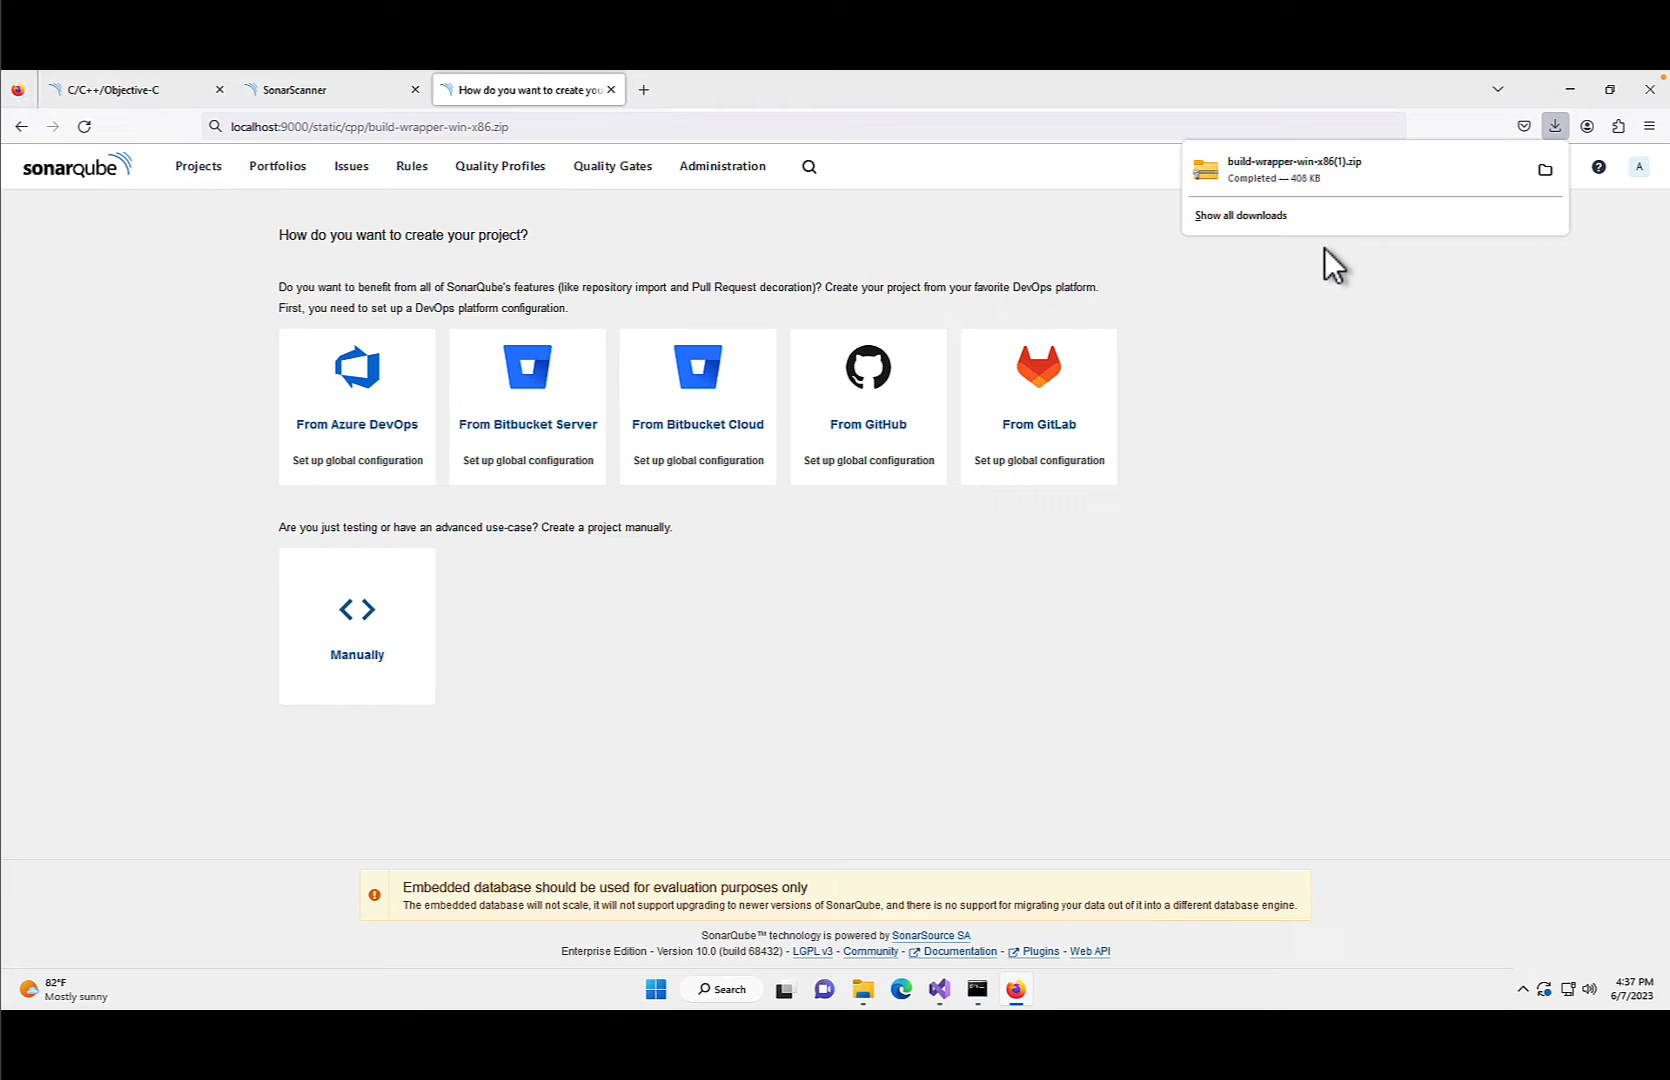 C/C++/Objective-C
SonarScanner
How do you want to create you
localhost:9000/static/cpp/build-wrapper-win-x86.zip
sonarqube
Projects
Portfolios
Issues
Rules
Quality Profiles
Quality Gates
Administration
A
build-wrapper-win-x86(1).zip
Completed — 408 KB
Show all downloads
How do you want to create your project?
Do you want to benefit from all of SonarQube's features (like repository import and Pull Request decoration)? Create your project from your favorite DevOps platform.
First, you need to set up a DevOps platform configuration.
From Azure DevOps
From Bitbucket Server
From Bitbucket Cloud
From GitHub
From GitLab
Set up global configuration
Set up global configuration
Set up global configuration
Set up global configuration
Set up global configuration
Are you just testing or have an advanced use-case? Create a project manually.
Manually
Embedded database should be used for evaluation purposes only
The embedded database will not scale, it will not support upgrading to newer versions of SonarQube, and there is no support for migrating your data out of it into a different database engine.
SonarQube™ technology is powered by SonarSource SA
Enterprise Edition - Version 10.0 (build 68432) - LGPL v3 - Community - Documentation - Plugins - Web API
82°F
Mostly sunny
Search
4:37 PM
6/7/2023